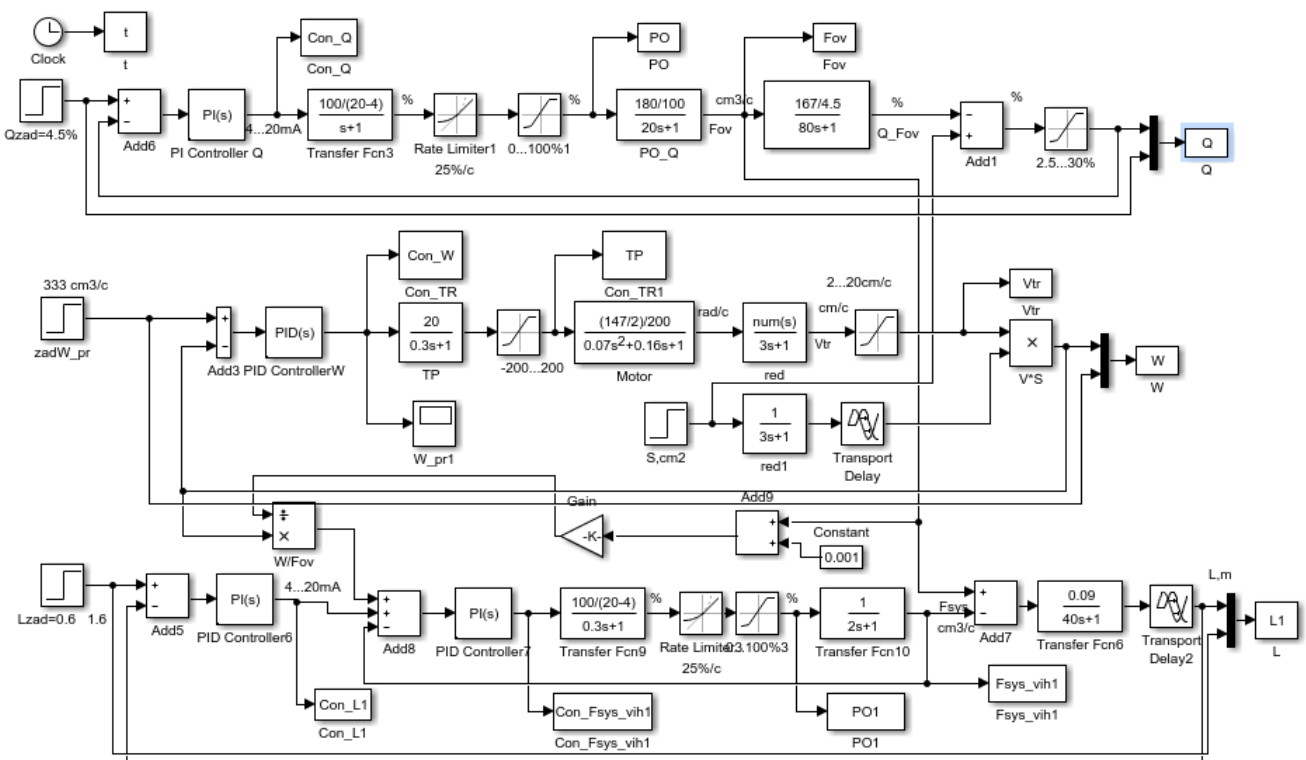 Clock
t
t
Con_Q
Con_Q
PO
PO
Fov
Fov
Qzad=4.5%
+
−
Add6
PI(s)
PI Controller Q
4...20mA
100/(20-4)
s+1
Transfer Fcn3
%
Rate Limiter1
25%/c
0...100%1
%
180/100
20s+1
PO_Q
cm3/c
Fov
167/4.5
80s+1
%
Q_Fov
−
+
Add1
%
2.5...30%
Q
Q
333 cm3/c
zadW_pr
+
−
Add3
PID(s)
PID ControllerW
Con_W
Con_TR
20
0.3s+1
TP
-200...200
TP
Con_TR1
(147/2)/200
0.07s2+0.16s+1
Motor
rad/c
num(s)
3s+1
red
cm/c
Vtr
2...20cm/c
Vtr
Vtr
×
V*S
W
W
W_pr1
S,cm2
1
3s+1
red1
Transport
Delay
÷
×
W/Fov
Gain
-K-
Add9
+
+
Constant
0.001
Lzad=0.6 1.6
+
−
Add5
PI(s)
PID Controller6
4...20mA
+
+
−
Add8
PI(s)
PID Controller7
100/(20-4)
0.3s+1
Transfer Fcn9
%
Rate Limiter
25%/c
100%3
%
1
2s+1
Transfer Fcn10
Fsys
cm3/c
+
−
Add7
0.09
40s+1
Transfer Fcn6
Transport
Delay2
L,m
L1
L
Con_L1
Con_L1
Con_Fsys_vih1
Con_Fsys_vih1
PO1
PO1
Fsys_vih1
Fsys_vih1